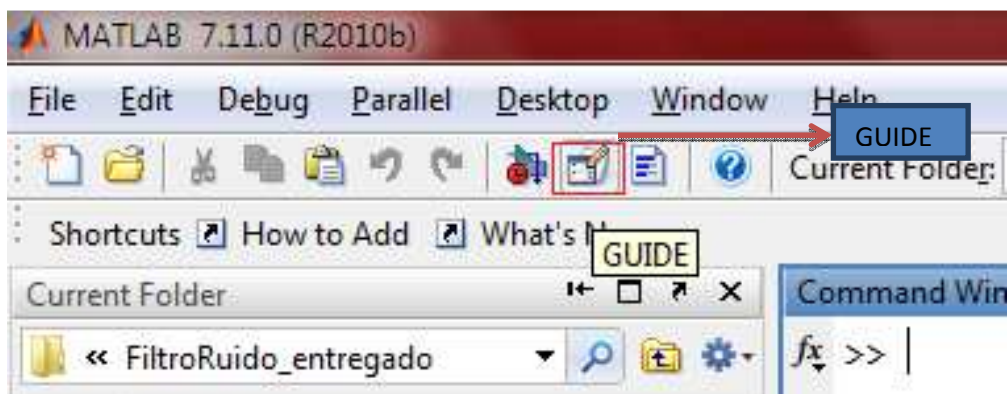 MATLAB 7.11.0 (R2010b)
File Edit Debug Parallel Desktop Window Help
GUIDE
Current Folder:
Shortcuts How to Add What's N
GUIDE
Current Folder
Command Win
« FiltroRuido_entregado
fx >>